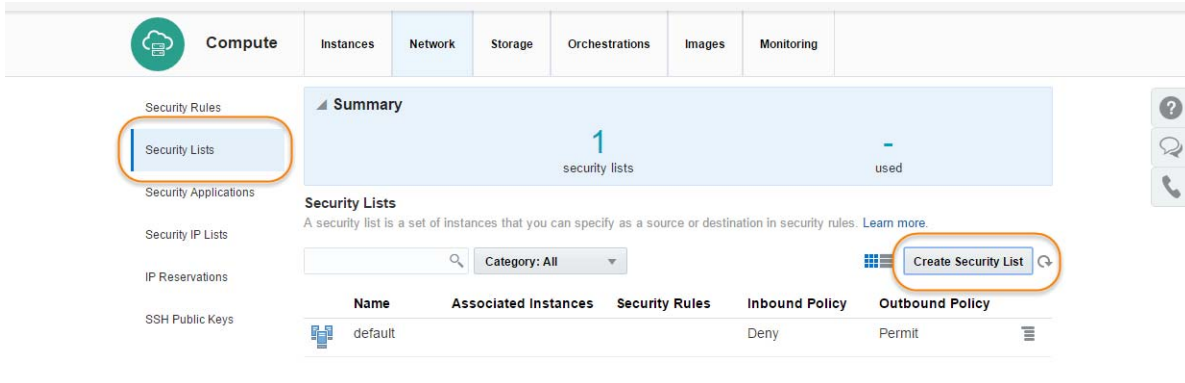 Compute
Instances
Network
Storage
Orchestrations
Images
Monitoring
Security Rules
Security Lists
Security Applications
Security IP Lists
IP Reservations
SSH Public Keys
Summary
1
security lists
-
used
Security Lists
A security list is a set of instances that you can specify as a source or destination in security rules. Learn more.
Category: All
Create Security List
Name Associated Instances Security Rules Inbound Policy Outbound Policy
default Deny Permit
?